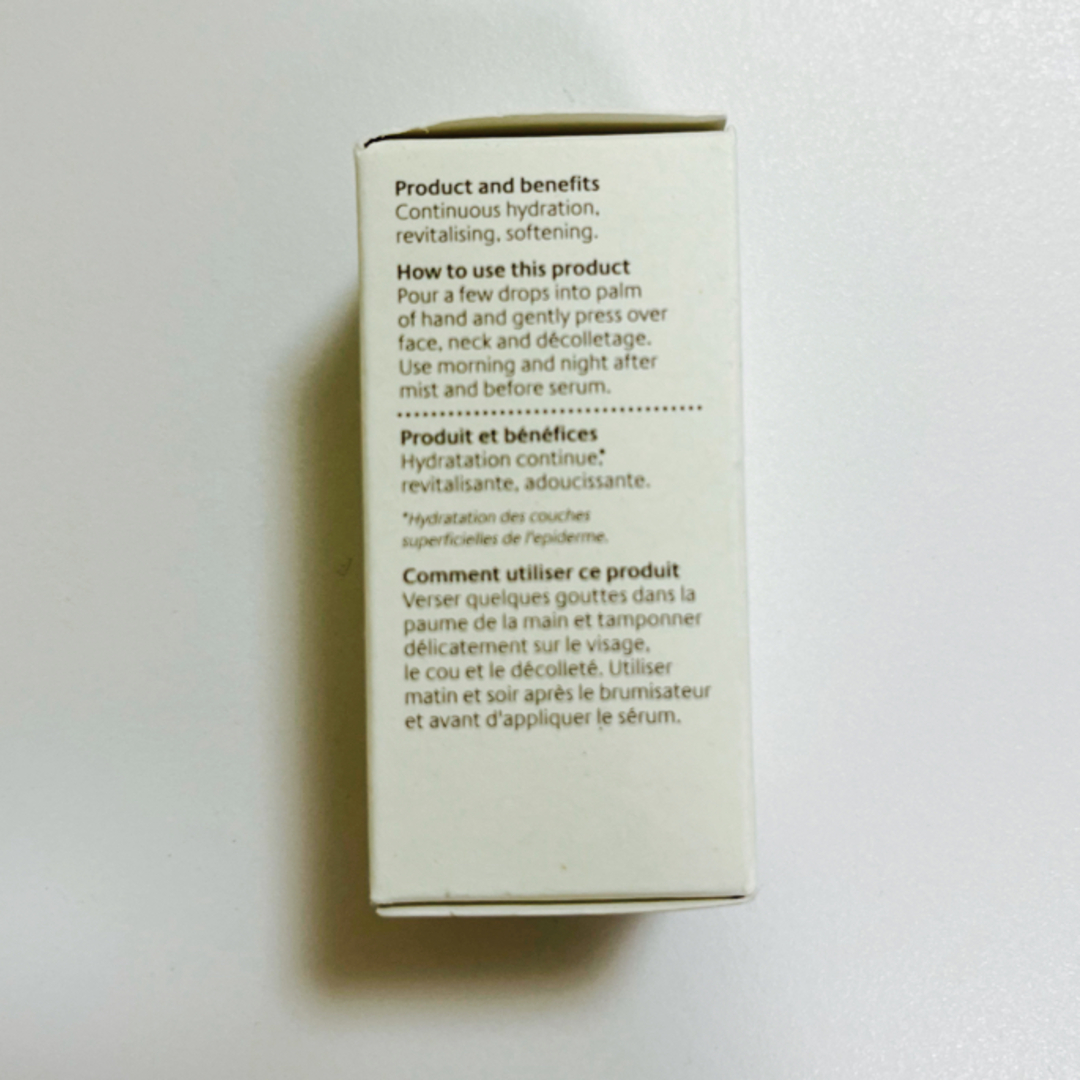 Product and benefits
Continuous hydration,
revitalising, softening.
How to use this product
Pour a few drops into palm
of hand and gently press over
face, neck and décolletage.
Use morning and night after
mist and before serum.
Produit et bénéfices
Hydratation continue,*
revitalisante, adoucissante.
*Hydratation des couches
superficielles de l'epiderme.
Comment utiliser ce produit
Verser quelques gouttes dans la
paume de la main et tamponner
délicatement sur le visage,
le cou et le décolleté. Utiliser
matin et soir après le brumisateur
et avant d'appliquer le sérum.